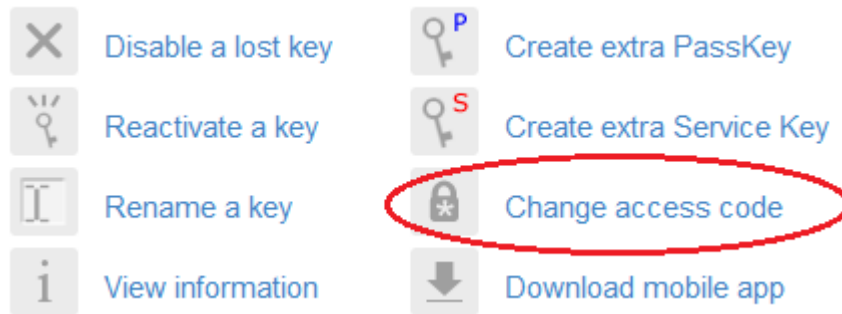 Disable a lost key
Reactivate a key
Rename a key
i View information
P Create extra PassKey
S Create extra Service Key
* Change access code
Download mobile app